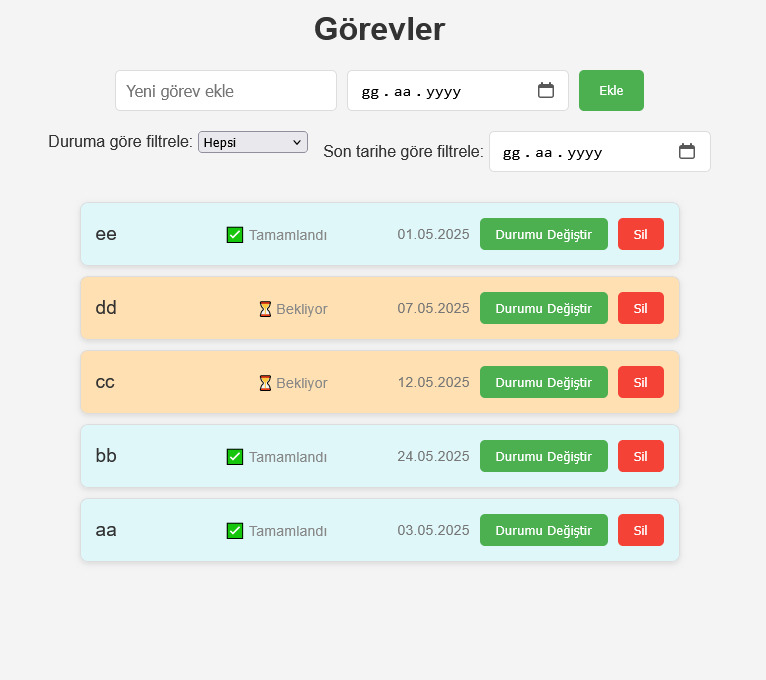 Görevler
Yeni görev ekle gg.aa.yyyy Ekle
Duruma göre filtrele: Hepsi Son tarihe göre filtrele: gg.aa.yyyy
ee ✅ Tamamlandı 01.05.2025 Durumu Değiştir Sil
dd ⌛ Bekliyor 07.05.2025 Durumu Değiştir Sil
cc ⌛ Bekliyor 12.05.2025 Durumu Değiştir Sil
bb ✅ Tamamlandı 24.05.2025 Durumu Değiştir Sil
aa ✅ Tamamlandı 03.05.2025 Durumu Değiştir Sil